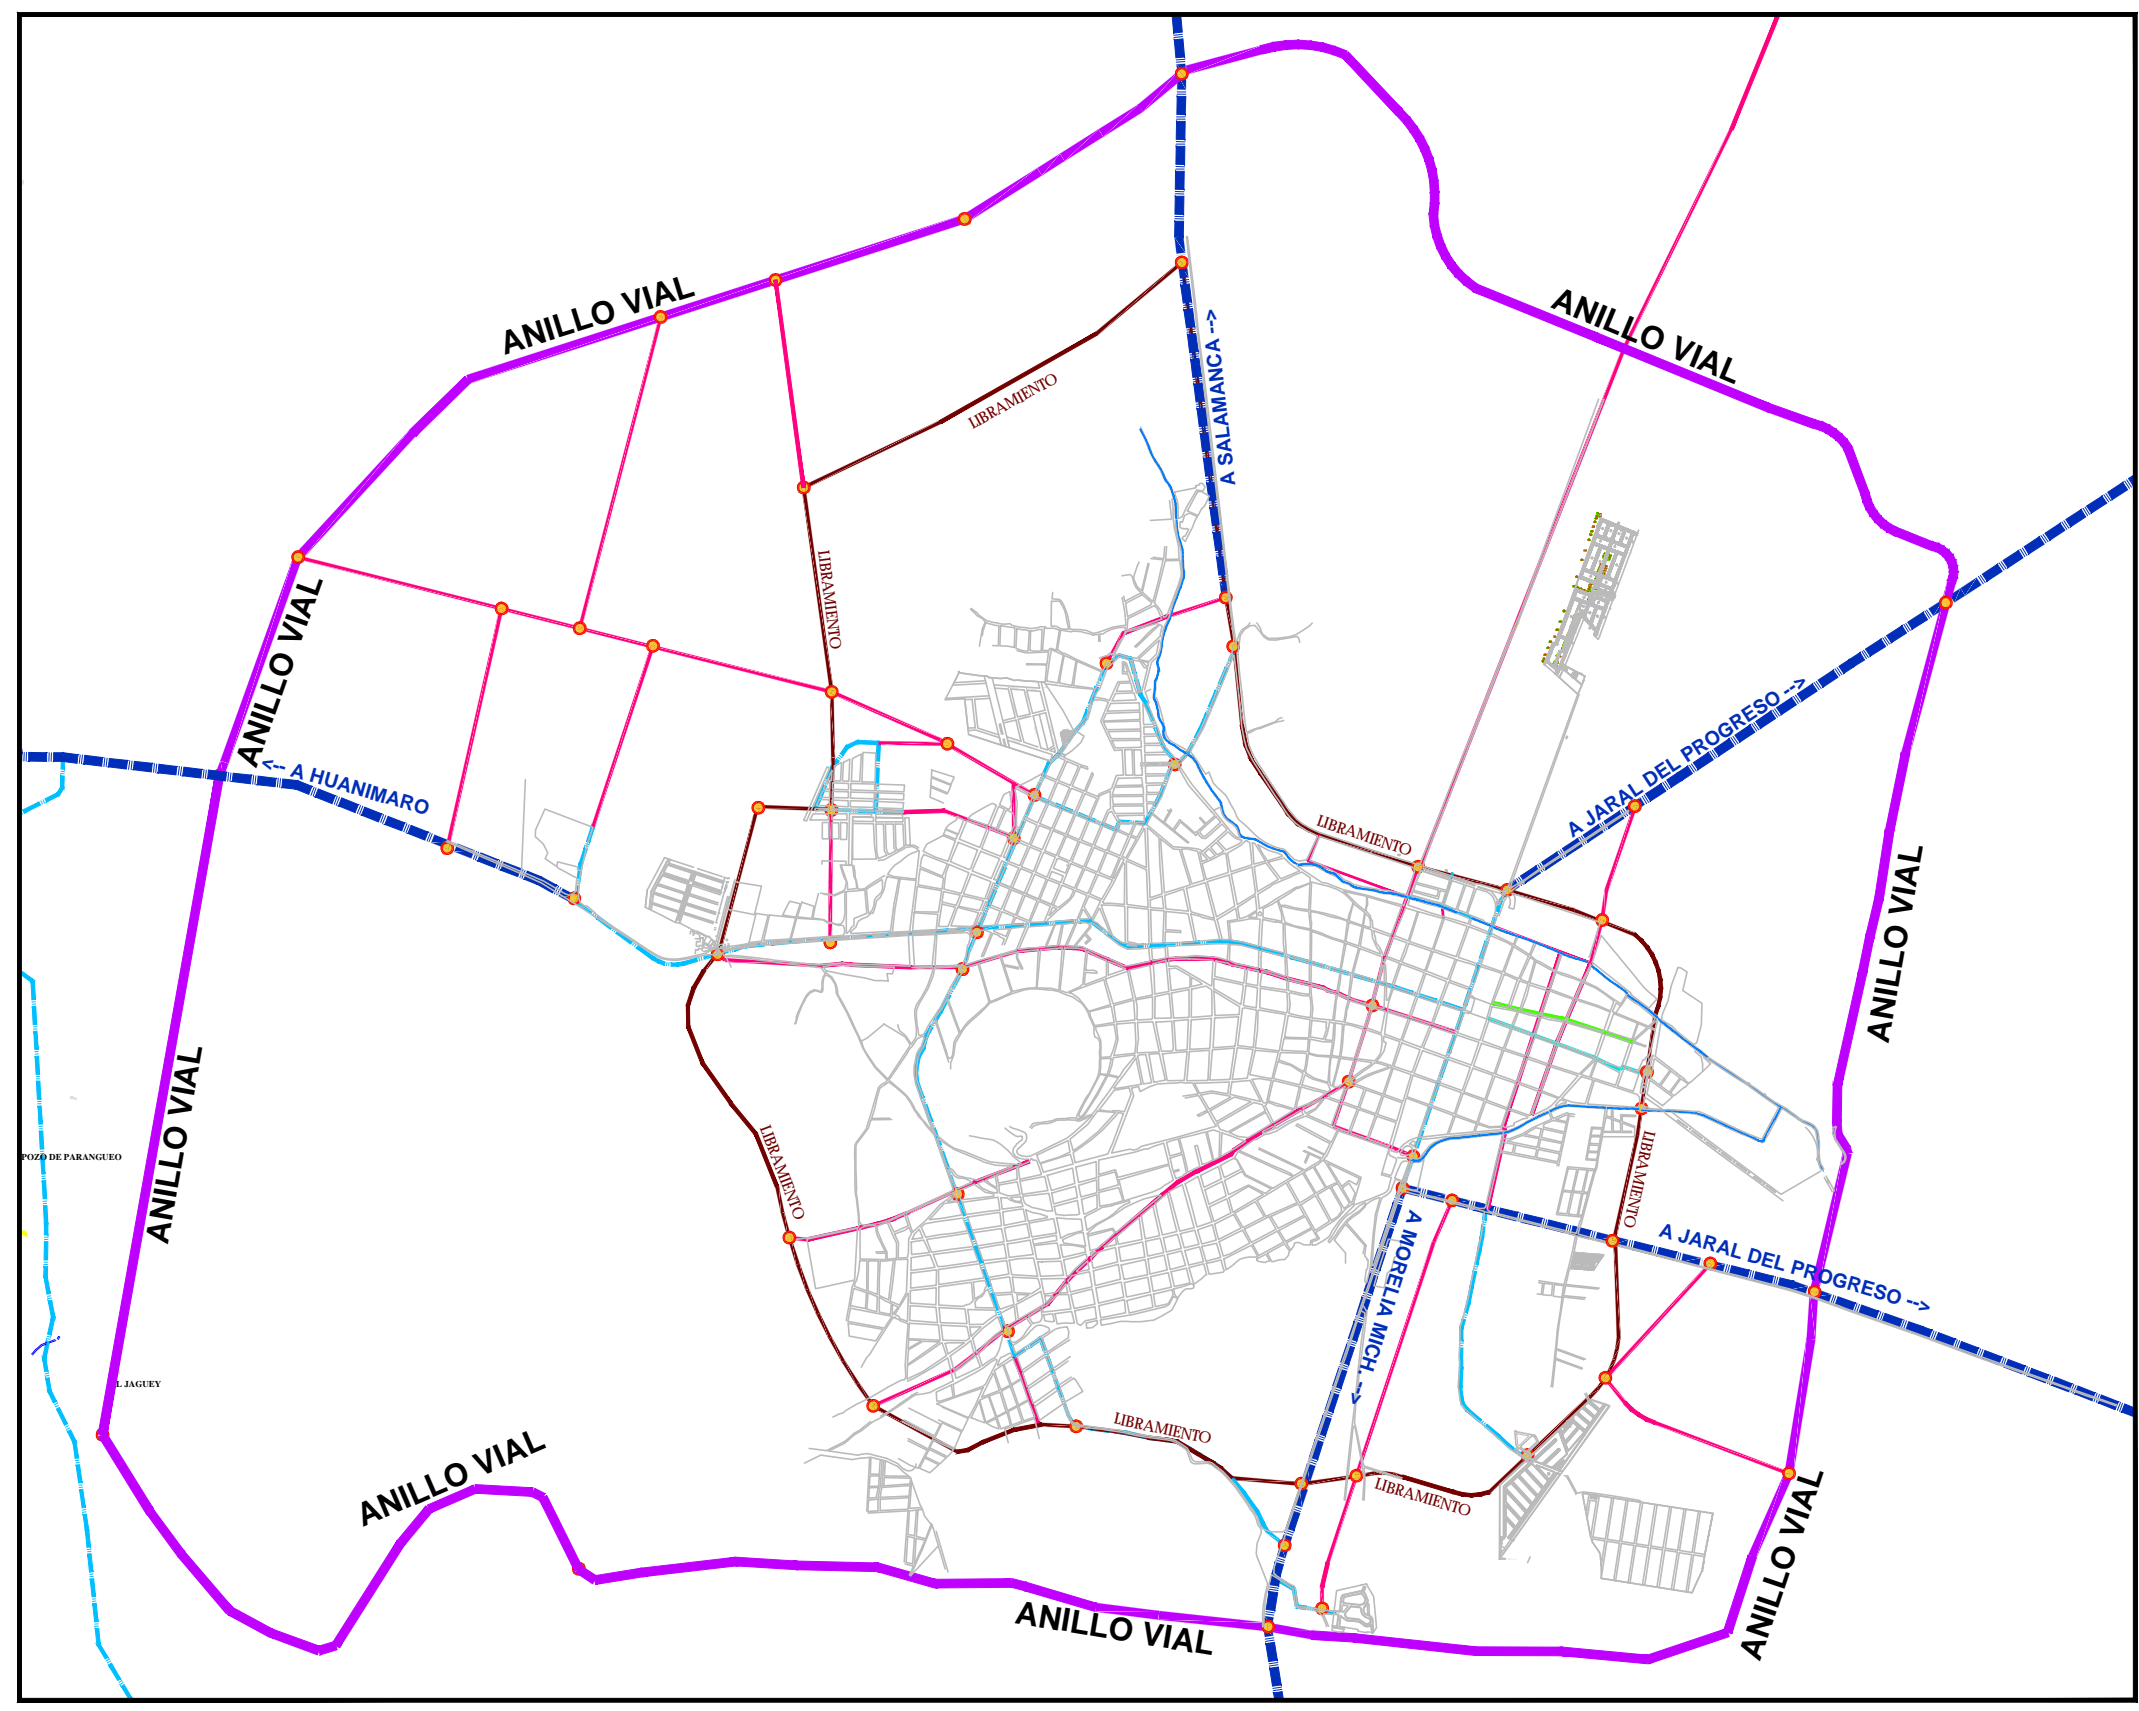 ANILLO VIAL
ANILLO VIAL
A SALAMANCA -->
LIBRAMIENTO
LIBRAMIENTO
ANILLO VIAL
A JARAL DEL PROGRESO -->
<-- A HUANIMARO
LIBRAMIENTO
ANILLO VIAL
ANILLO VIAL
POZO DE PARANGUEO
LIBRAMIENTO
LIBRAMIENTO
A MORELIA MICH. -->
A JARAL DEL PROGRESO -->
L JAGUEY
LIBRAMIENTO
ANILLO VIAL
LIBRAMIENTO
ANILLO VIAL
ANILLO VIAL